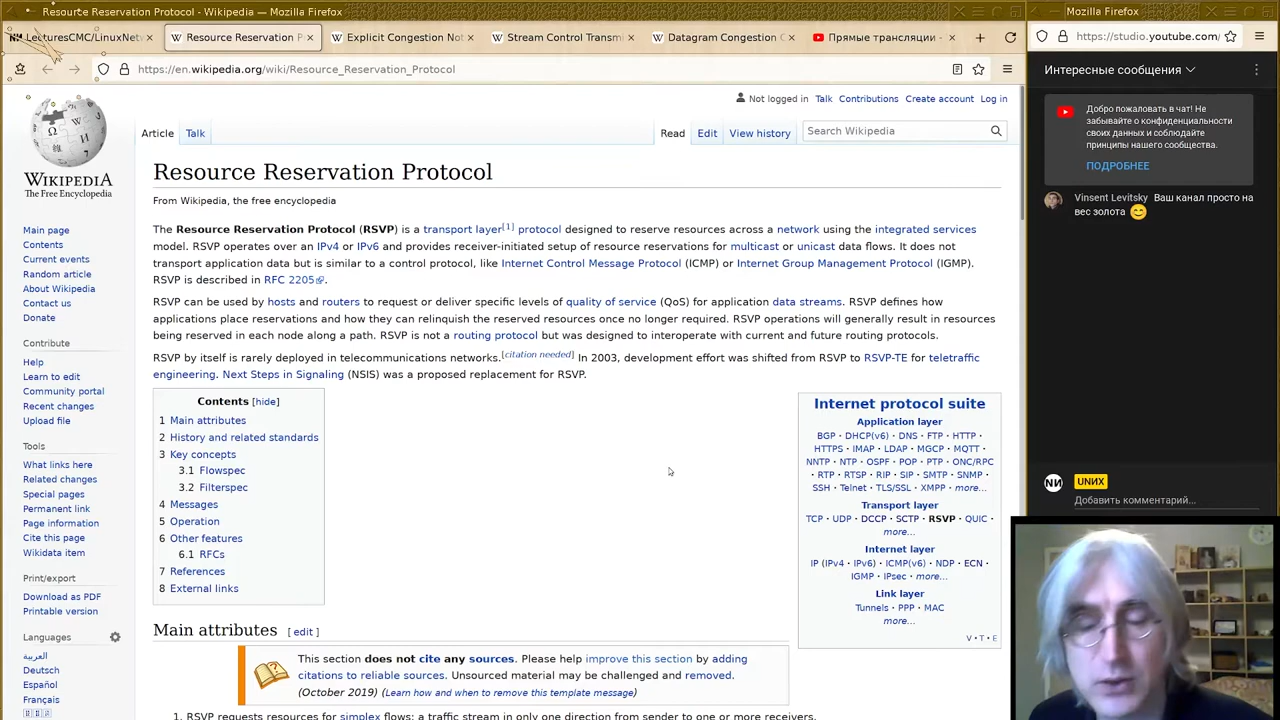 Resource Reservation Protocol - Wikipedia — Mozilla Firefox
LecturesCMC/LinuxNetw
Resource Reservation P
Explicit Congestion Not
Stream Control Transmi
Datagram Congestion C
Прямые трансляции -
https://en.wikipedia.org/wiki/Resource_Reservation_Protocol
Not logged in Talk Contributions Create account Log in
Article Talk
Read Edit View history
Search Wikipedia
WIKIPEDIA
The Free Encyclopedia
Main page
Contents
Current events
Random article
About Wikipedia
Contact us
Donate
Contribute
Help
Learn to edit
Community portal
Recent changes
Upload file
Tools
What links here
Related changes
Special pages
Permanent link
Page information
Cite this page
Wikidata item
Print/export
Download as PDF
Printable version
Languages
العربية
Deutsch
Español
Français
Resource Reservation Protocol
From Wikipedia, the free encyclopedia
The Resource Reservation Protocol (RSVP) is a transport layer[1] protocol designed to reserve resources across a network using the integrated services
model. RSVP operates over an IPv4 or IPv6 and provides receiver-initiated setup of resource reservations for multicast or unicast data flows. It does not
transport application data but is similar to a control protocol, like Internet Control Message Protocol (ICMP) or Internet Group Management Protocol (IGMP).
RSVP is described in RFC 2205.
RSVP can be used by hosts and routers to request or deliver specific levels of quality of service (QoS) for application data streams. RSVP defines how
applications place reservations and how they can relinquish the reserved resources once no longer required. RSVP operations will generally result in resources
being reserved in each node along a path. RSVP is not a routing protocol but was designed to interoperate with current and future routing protocols.
RSVP by itself is rarely deployed in telecommunications networks.[citation needed] In 2003, development effort was shifted from RSVP to RSVP-TE for teletraffic
engineering. Next Steps in Signaling (NSIS) was a proposed replacement for RSVP.
Contents [hide]
1 Main attributes
2 History and related standards
3 Key concepts
3.1 Flowspec
3.2 Filterspec
4 Messages
5 Operation
6 Other features
6.1 RFCs
7 References
8 External links
Internet protocol suite
Application layer
BGP · DHCP(v6) · DNS · FTP · HTTP ·
HTTPS · IMAP · LDAP · MGCP · MQTT ·
NNTP · NTP · OSPF · POP · PTP · ONC/RPC
· RTP · RTSP · RIP · SIP · SMTP · SNMP ·
SSH · Telnet · TLS/SSL · XMPP · more...
Transport layer
TCP · UDP · DCCP · SCTP · RSVP · QUIC ·
more...
Internet layer
IP (IPv4 · IPv6) · ICMP(v6) · NDP · ECN ·
IGMP · IPsec · more...
Link layer
Tunnels · PPP · MAC
more...
V · T · E
Main attributes [ edit ]
This section does not cite any sources. Please help improve this section by adding
citations to reliable sources. Unsourced material may be challenged and removed.
(October 2019) (Learn how and when to remove this template message)
1. RSVP requests resources for simplex flows: a traffic stream in only one direction from sender to one or more receivers.
Mozilla Firefox
https://studio.youtube.com/
Интересные сообщения
Добро пожаловать в чат! Не
забывайте о конфиденциальности
своих данных и соблюдайте
принципы нашего сообщества.
ПОДРОБНЕЕ
Vinsent Levitsky Ваш канал просто на
вес золота
UNИX
Добавить комментарий...